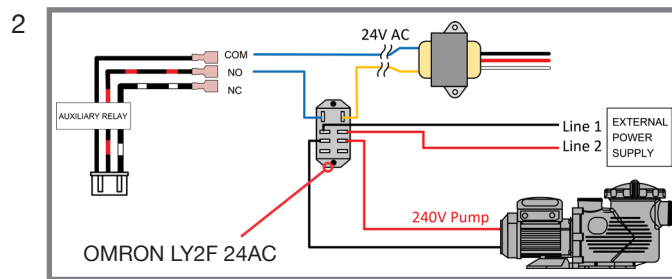 2
24V AC
COM
NO
NC
AUXILIARY RELAY
Line 1
Line 2
EXTERNAL
POWER
SUPPLY
240V Pump
OMRON LY2F 24AC